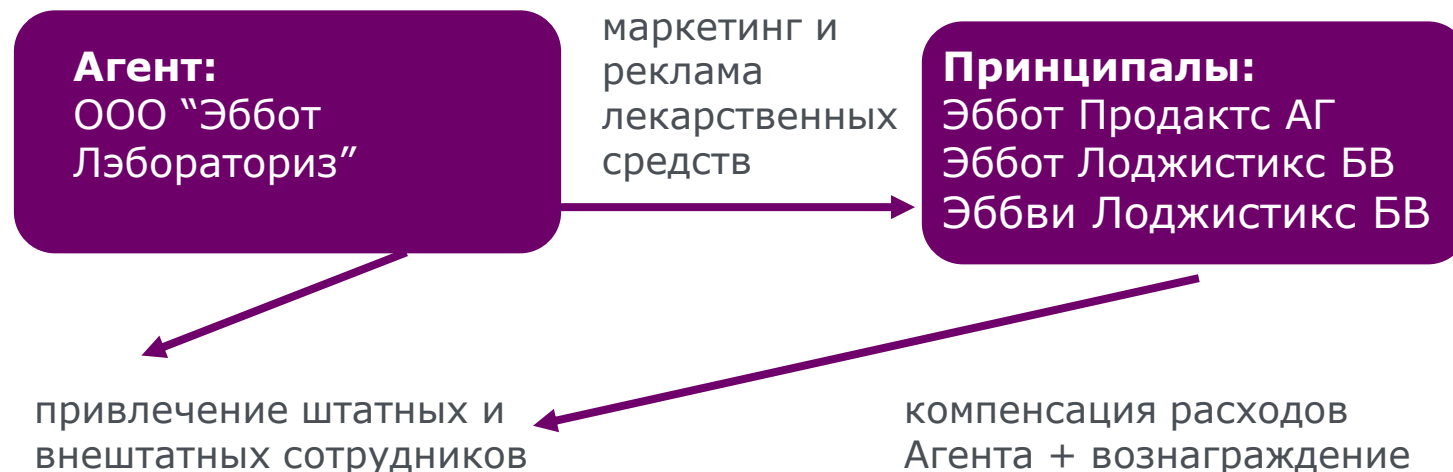 Агент:
ООО “Эббот
Лэбораториз”
маркетинг и
реклама
лекарственных
средств
Принципалы:
Эббот Продактс АГ
Эббот Лоджистикс БВ
Эббви Лоджистикс БВ
привлечение штатных и
внештатных сотрудников
компенсация расходов
Агента + вознаграждение